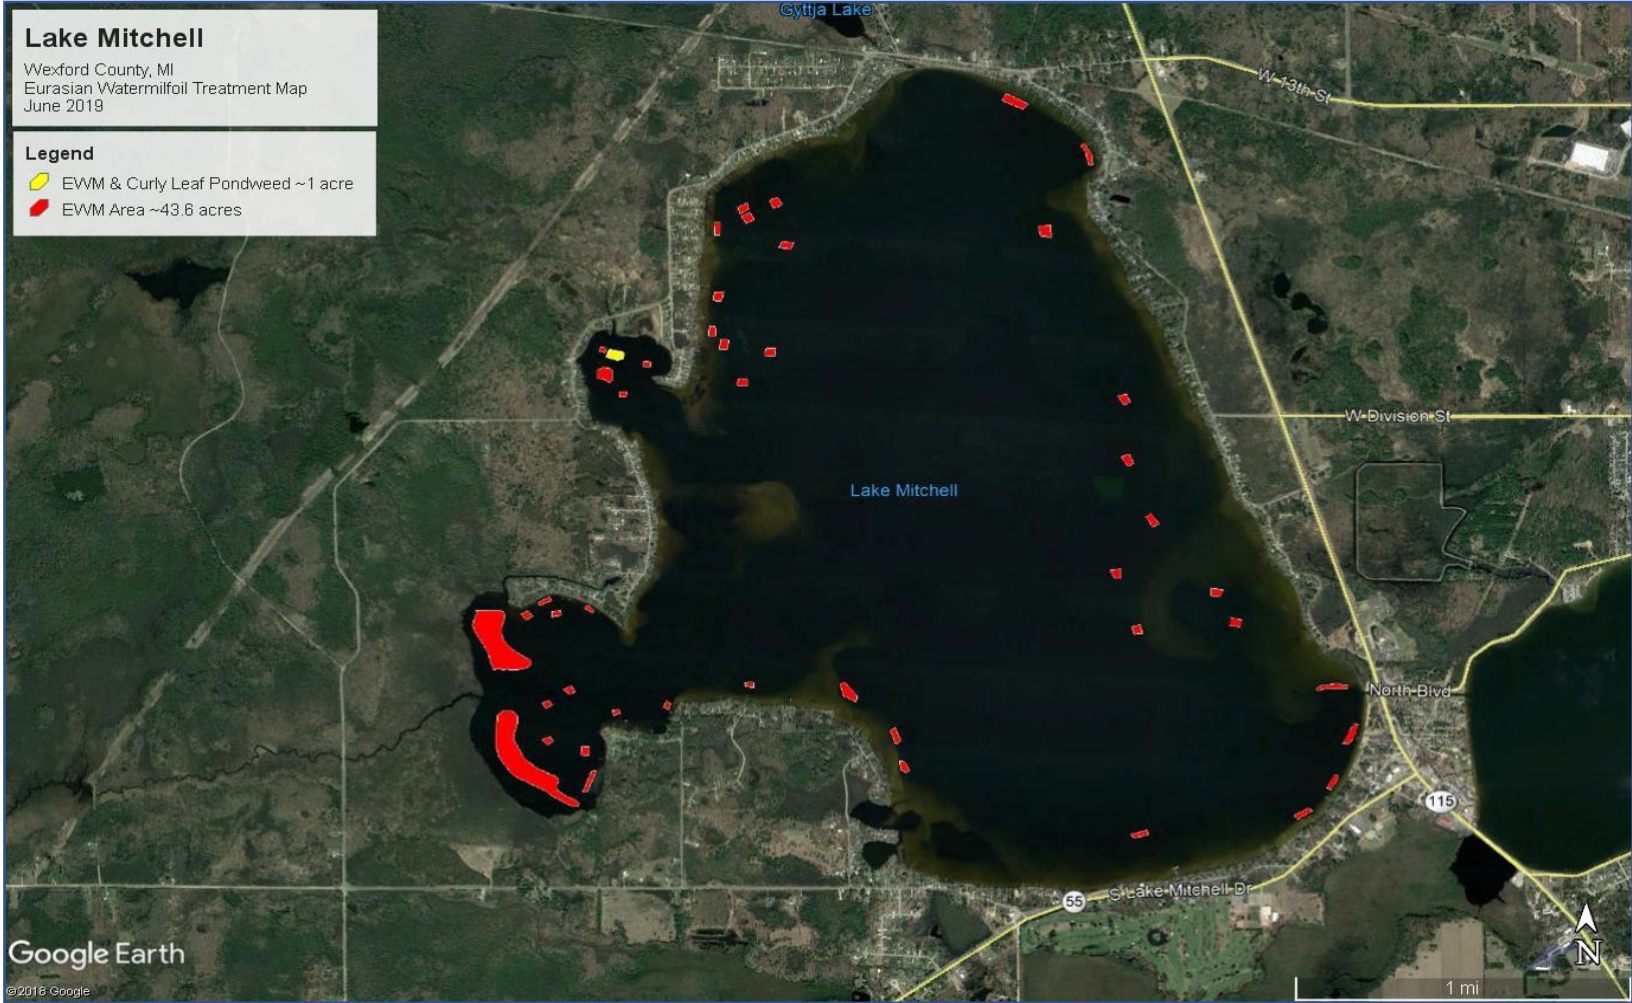 Gyttja Lake
Lake Mitchell
Wexford County, MI
Eurasian Watermilfoil Treatment Map
June 2019
Legend
EWM & Curly Leaf Pondweed ~1 acre
EWM Area ~43.6 acres
W 13th St
W Division St
Lake Mitchell
North Blvd
115
55
S Lake Mitchell Dr
N
Google Earth
©2018 Google
1 mi